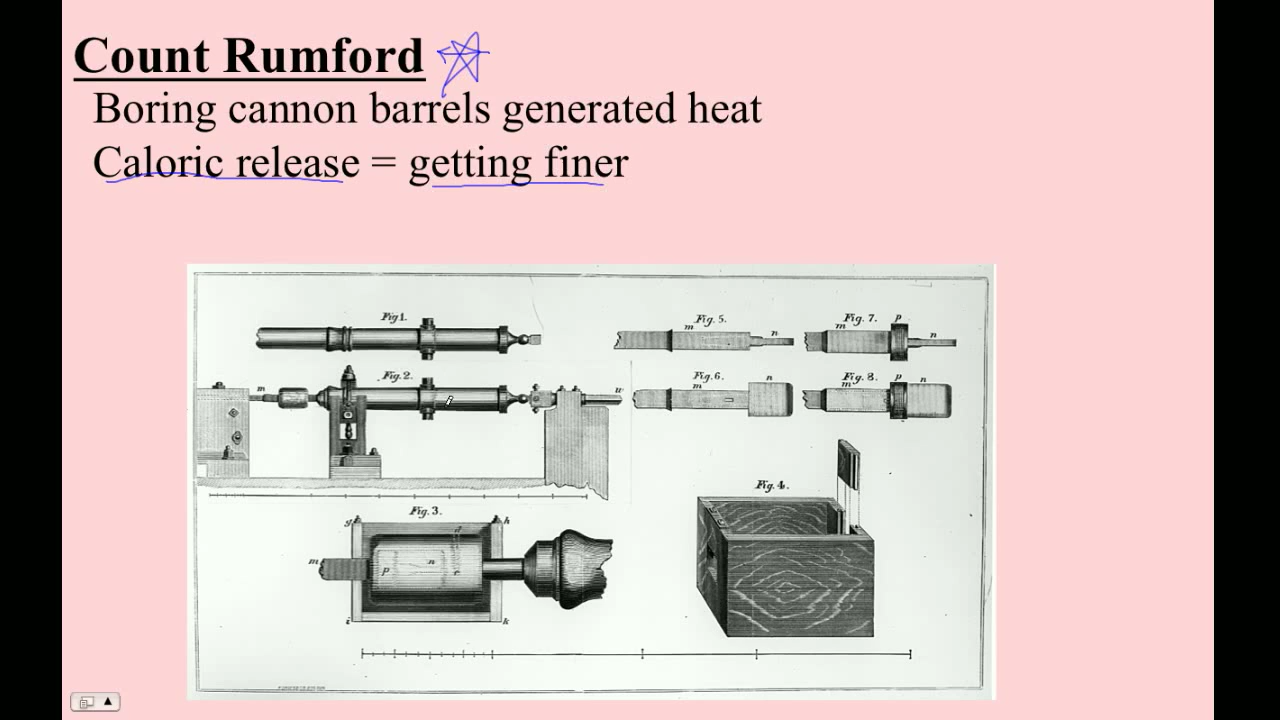 Count Rumford
Boring cannon barrels generated heat
Caloric release = getting finer
Fig 1.
Fig. 5.
m
n
Fig. 7.
m
p
n
Fig. 2.
m
w
Fig. 6.
m
n
Fig. 8.
m
p
n
Fig. 3.
g
h
d
m
p
n
c
i
k
Fig. 4.